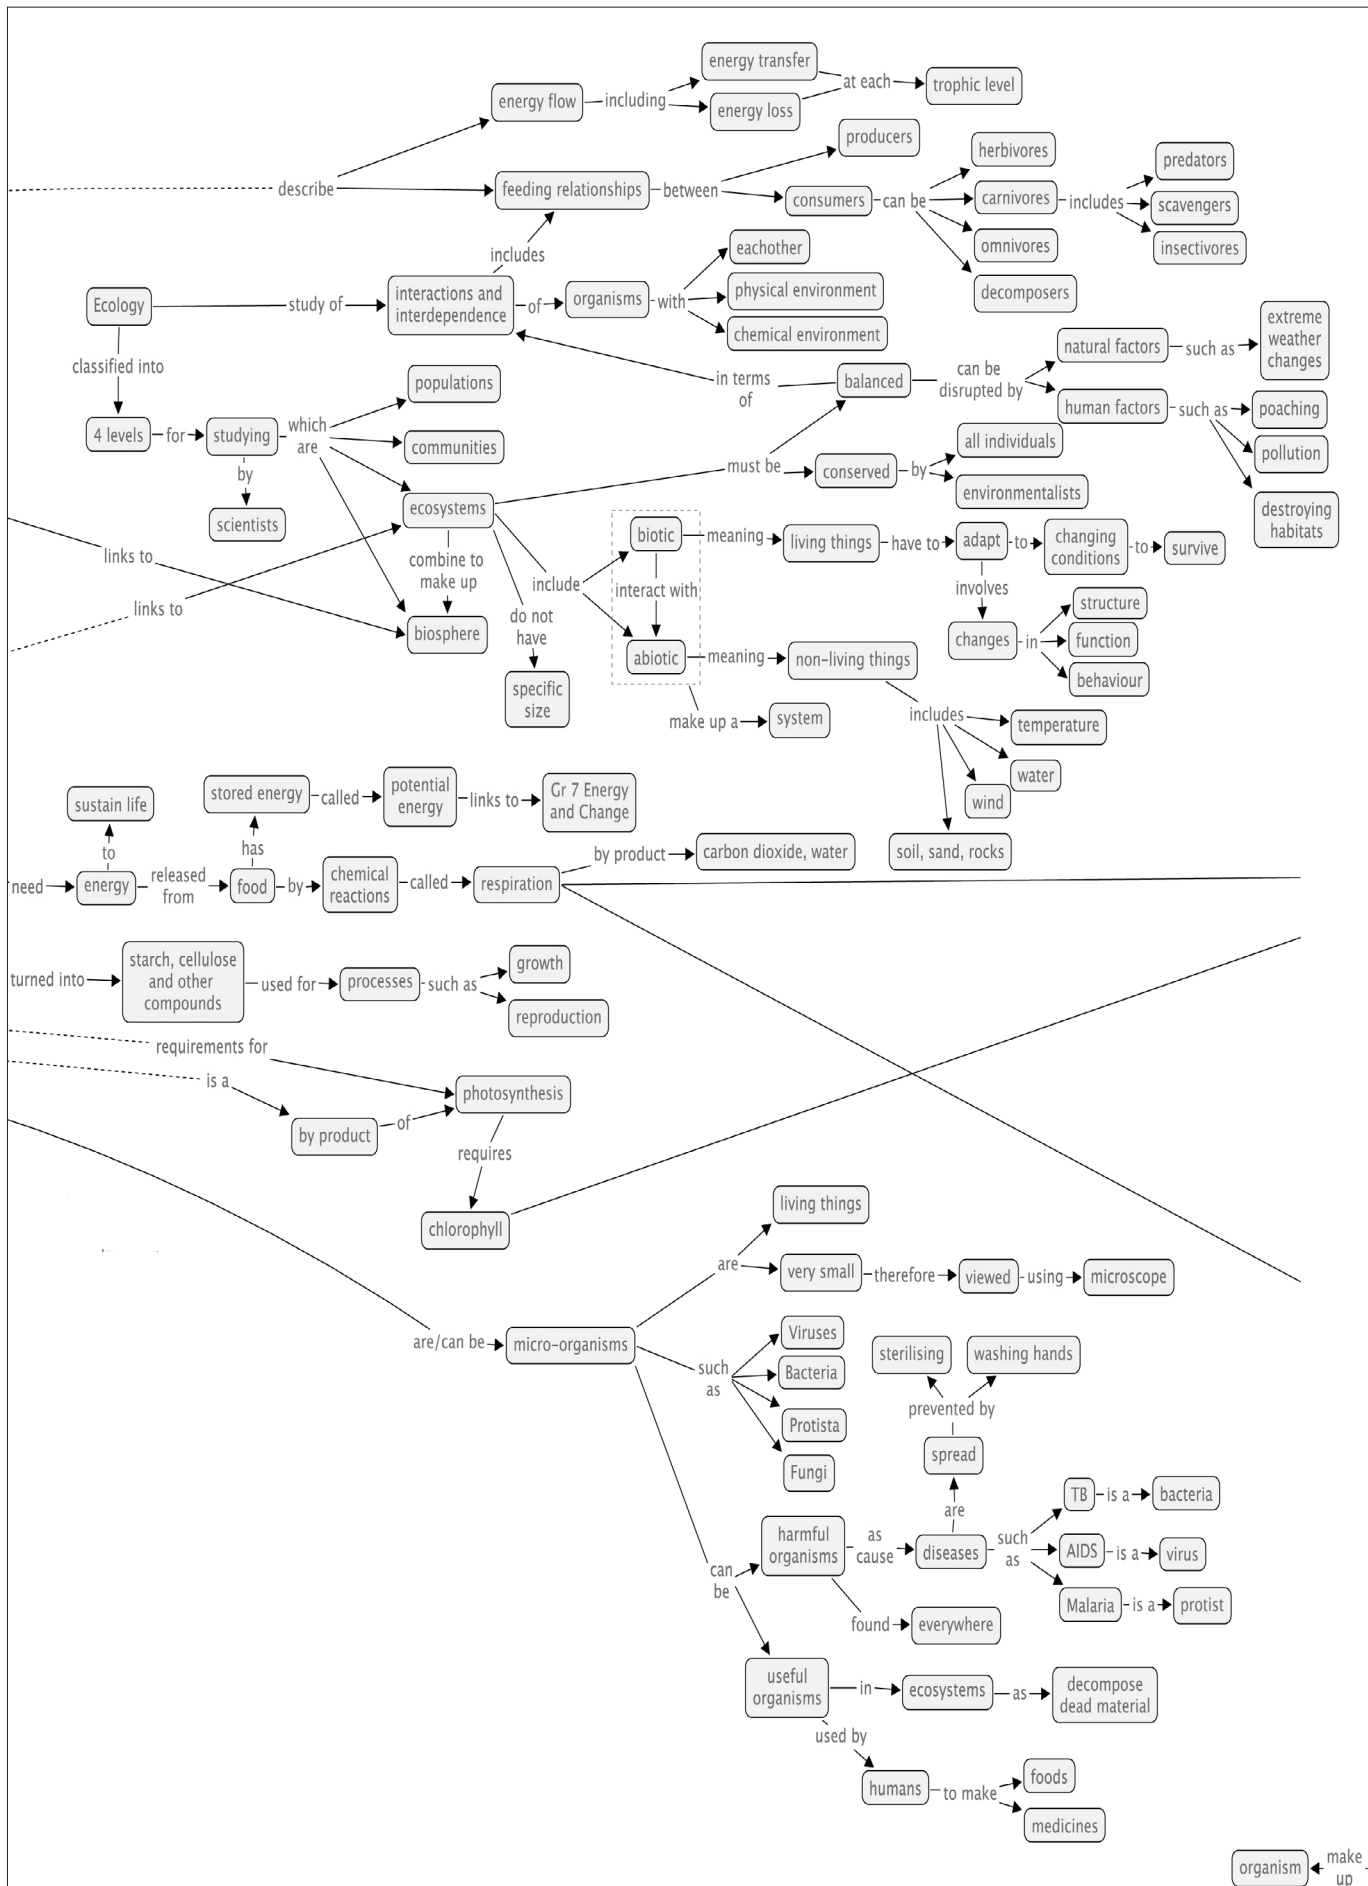 energy transfer
energy flow
including
at each
trophic level
energy loss
producers
herbivores
predators
describe
feeding relationships
between
consumers
can be
carnivores
includes
scavengers
omnivores
insectivores
decomposers
includes
eachother
Ecology
study of
interactions and
interdependence
of
organisms
with
physical environment
chemical environment
classified into
in terms
of
balanced
can be
disrupted by
natural factors
such as
extreme
weather
changes
human factors
such as
poaching
pollution
destroying
habitats
4 levels
for
studying
which
are
populations
communities
by
scientists
ecosystems
must be
conserved
by
all individuals
environmentalists
links to
links to
combine to
make up
biosphere
do not
have
specific
size
include
biotic
meaning
living things
have to
adapt
to
changing
conditions
to
survive
interact with
involves
changes
in
structure
function
behaviour
abiotic
meaning
non-living things
make up a
system
includes
temperature
water
wind
soil, sand, rocks
sustain life
stored energy
called
potential
energy
links to
Gr 7 Energy
and Change
to
has
need
energy
released
from
food
by
chemical
reactions
called
respiration
by product
carbon dioxide, water
turned into
starch, cellulose
and other
compounds
used for
processes
such as
growth
reproduction
requirements for
is a
by product
of
photosynthesis
requires
chlorophyll
living things
are
very small
therefore
viewed
using
microscope
are/can be
micro-organisms
such
as
Viruses
Bacteria
Protista
Fungi
sterilising
washing hands
prevented by
spread
are
can
be
harmful
organisms
as
cause
diseases
such
as
TB
is a
bacteria
AIDS
is a
virus
Malaria
is a
protist
found
everywhere
useful
organisms
in
ecosystems
as
decompose
dead material
used by
humans
to make
foods
medicines
organism
make
up